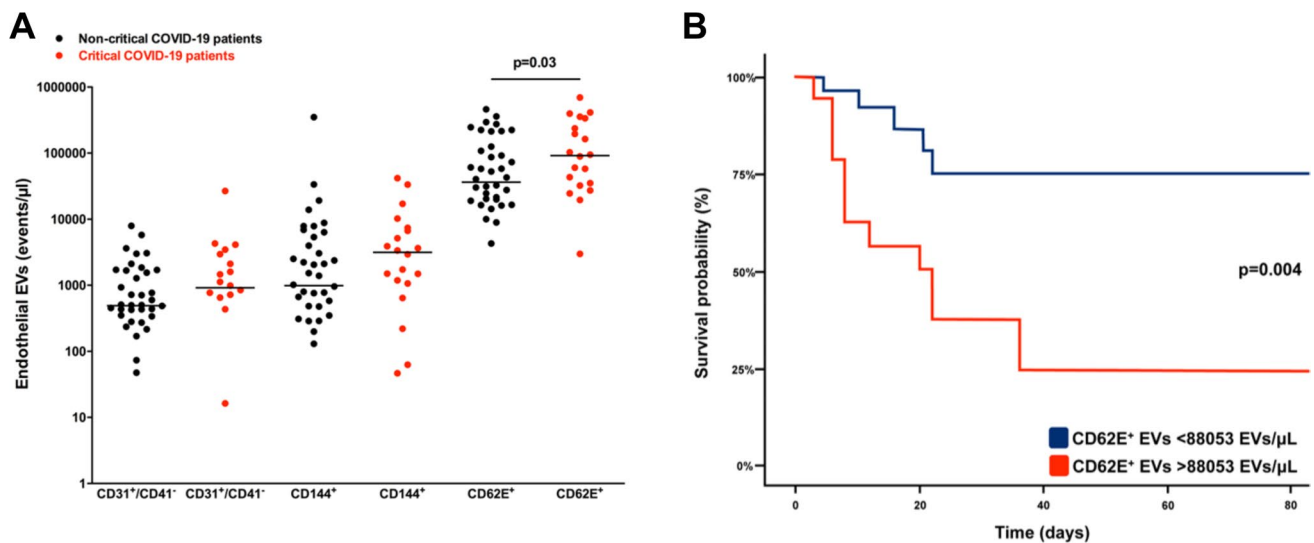 A
Non-critical COVID-19 patients
Critical COVID-19 patients
p=0.03
Endothelial EVs (events/µl)
1000000
100000
10000
1000
100
10
1
CD31⁺/CD41⁻ CD31⁺/CD41⁻ CD144⁺ CD144⁺ CD62E⁺ CD62E⁺
B
Survival probability (%)
100%
75%
50%
25%
0%
p=0.004
CD62E⁺ EVs <88053 EVs/µL
CD62E⁺ EVs >88053 EVs/µL
0 20 40 60 80
Time (days)